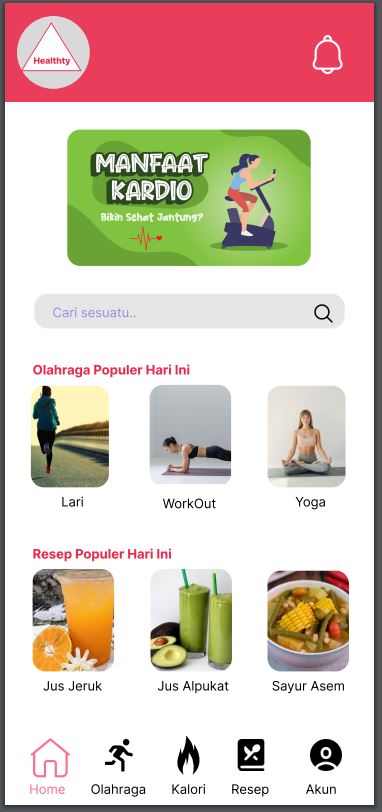 Healthty
MANFAAT
KARDIO
Bikin Sehat Jantung?
Cari sesuatu..
Olahraga Populer Hari Ini
Lari
WorkOut
Yoga
Resep Populer Hari Ini
Jus Jeruk
Jus Alpukat
Sayur Asem
Home
Olahraga
Kalori
Resep
Akun